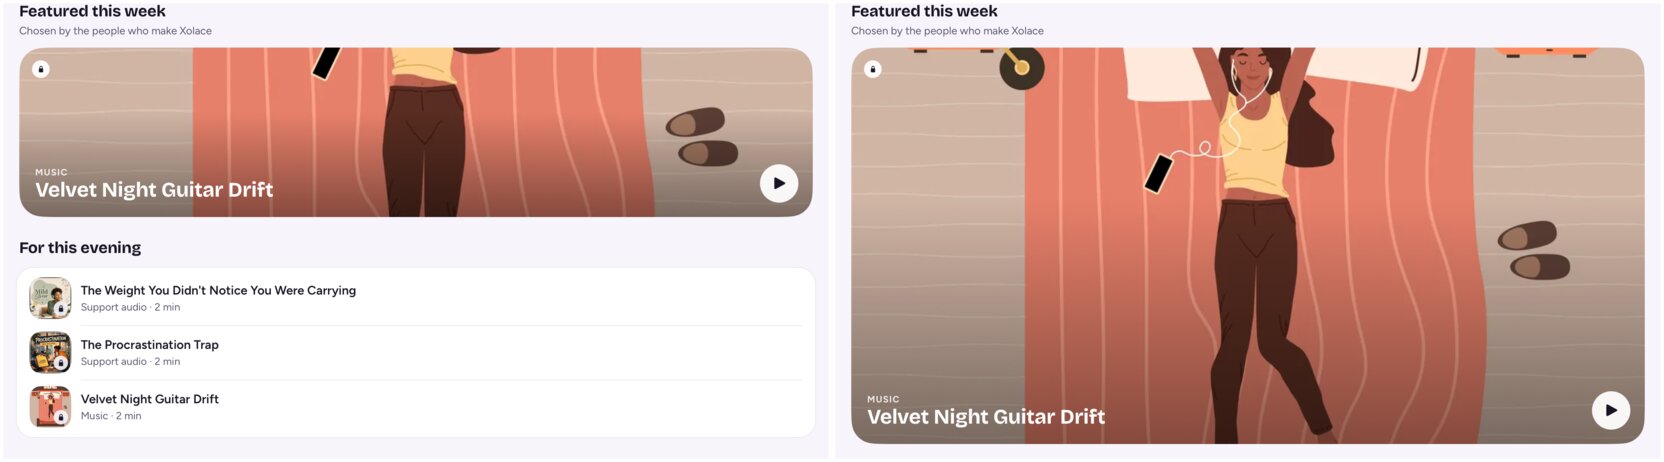 Featured this week
Chosen by the people who make Xolace
MUSIC
Velvet Night Guitar Drift
For this evening
The Weight You Didn't Notice You Were Carrying
Support audio · 2 min
The Procrastination Trap
Support audio · 2 min
Velvet Night Guitar Drift
Music · 2 min
Featured this week
Chosen by the people who make Xolace
MUSIC
Velvet Night Guitar Drift